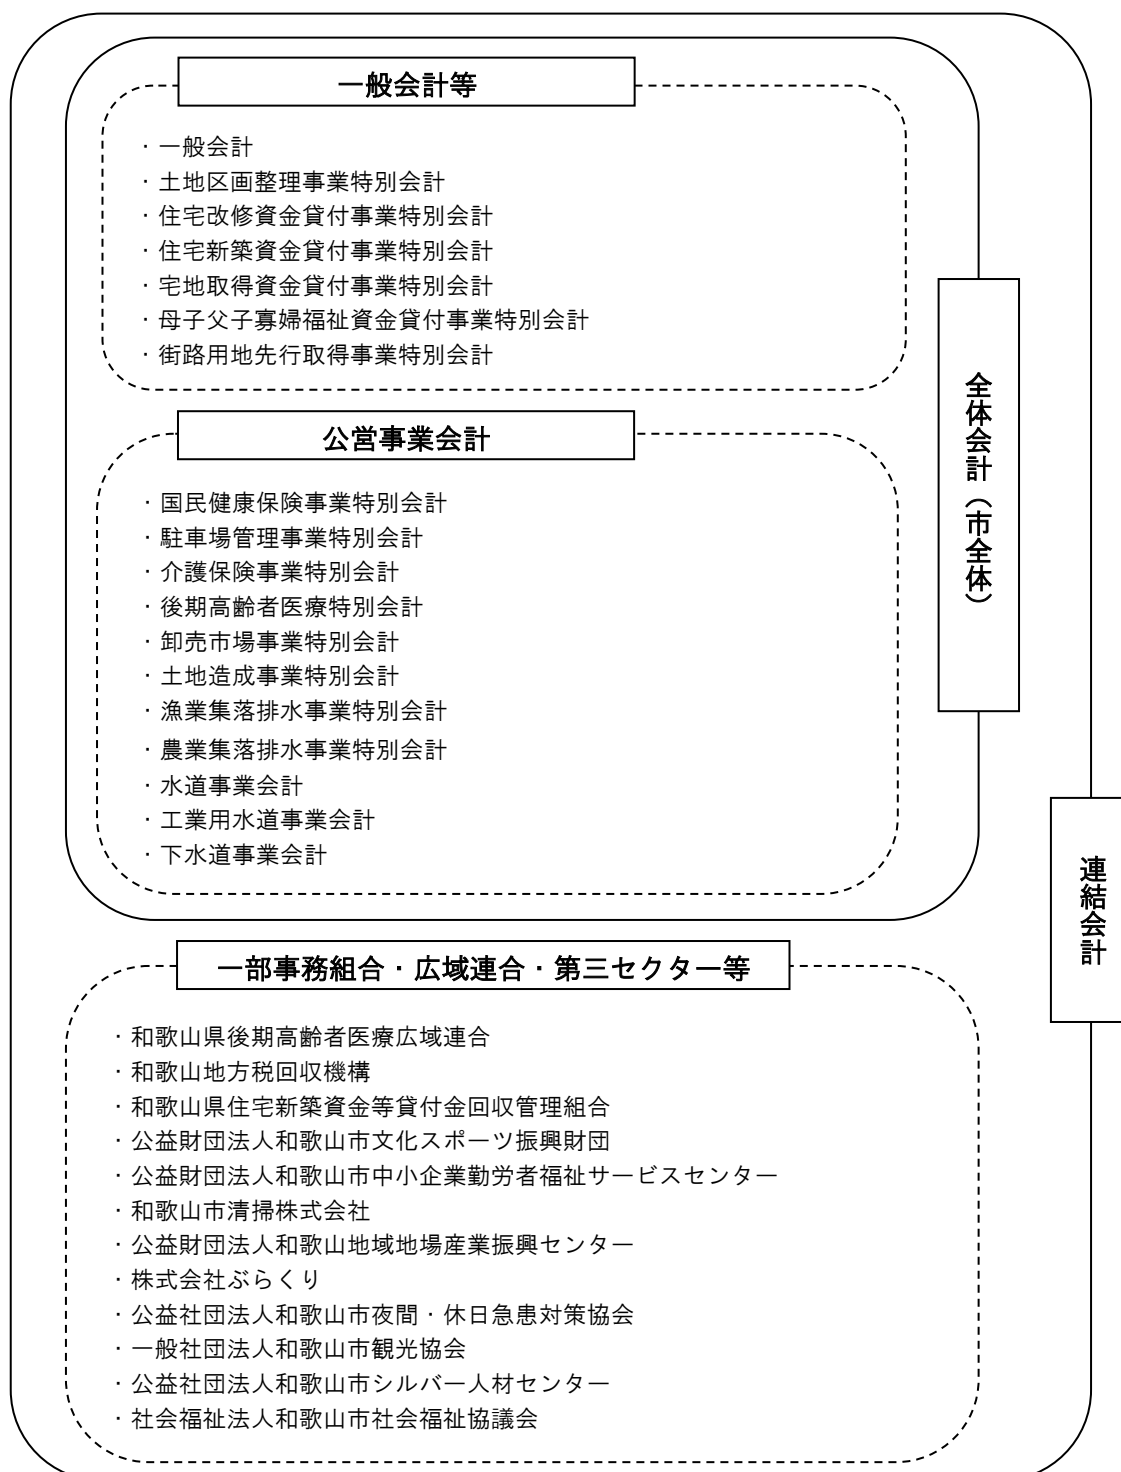 一般会計等
・一般会計
・土地区画整理事業特別会計
・住宅改修資金貸付事業特別会計
・住宅新築資金貸付事業特別会計
・宅地取得資金貸付事業特別会計
・母子父子寡婦福祉資金貸付事業特別会計
・街路用地先行取得事業特別会計
公営事業会計
・国民健康保険事業特別会計
・駐車場管理事業特別会計
・介護保険事業特別会計
・後期高齢者医療特別会計
・卸売市場事業特別会計
・土地造成事業特別会計
・漁業集落排水事業特別会計
・農業集落排水事業特別会計
・水道事業会計
・工業用水道事業会計
・下水道事業会計
全体会計（市全体）
一部事務組合・広域連合・第三セクター等
・和歌山県後期高齢者医療広域連合
・和歌山地方税回収機構
・和歌山県住宅新築資金等貸付金回収管理組合
・公益財団法人和歌山市文化スポーツ振興財団
・公益財団法人和歌山市中小企業勤労者福祉サービスセンター
・和歌山市清掃株式会社
・公益財団法人和歌山地域地場産業振興センター
・株式会社ぶらくり
・公益社団法人和歌山市夜間・休日急患対策協会
・一般社団法人和歌山市観光協会
・公益社団法人和歌山市シルバー人材センター
・社会福祉法人和歌山市社会福祉協議会
連結会計